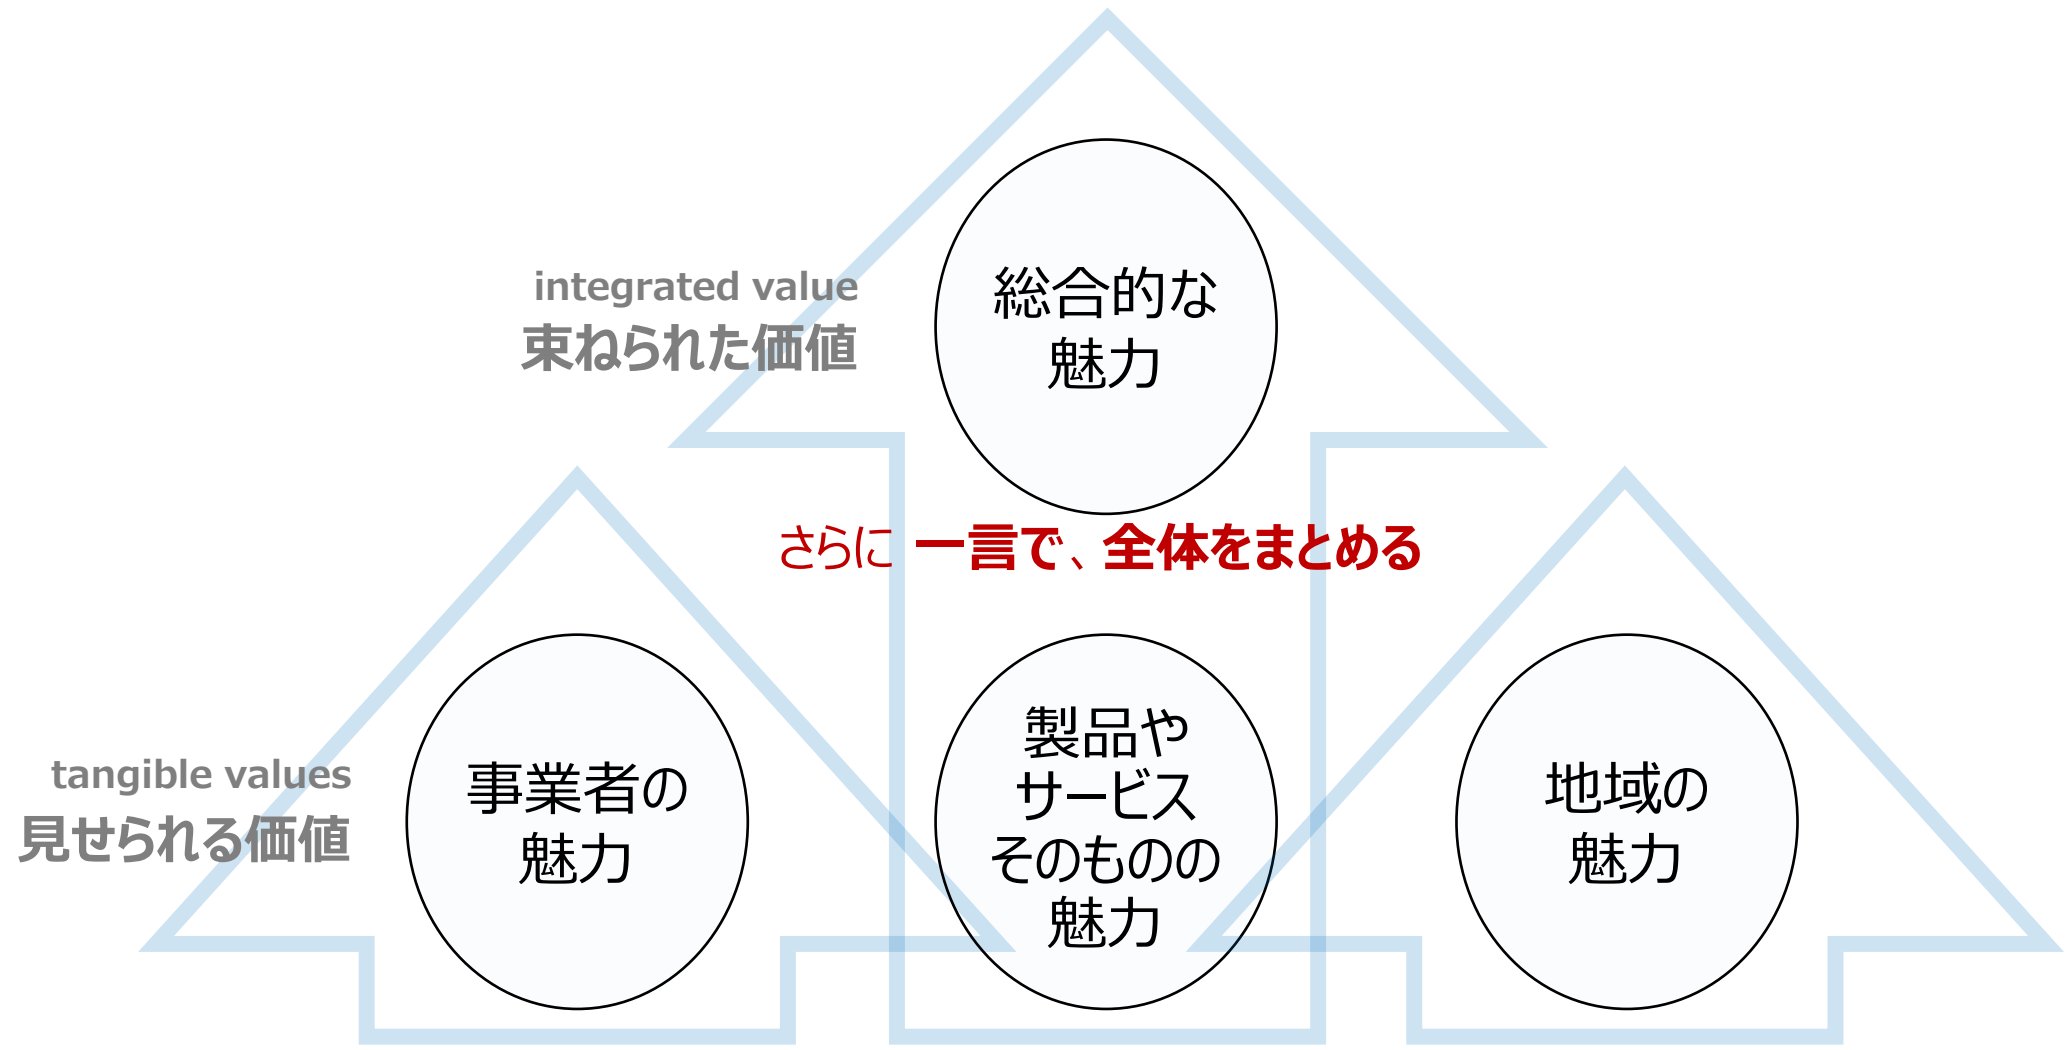 integrated value
束ねられた価値
総合的な
魅力
さらに 一言で、全体をまとめる
tangible values
見せられる価値
事業者の
魅力
製品や
サービス
そのものの
魅力
地域の
魅力